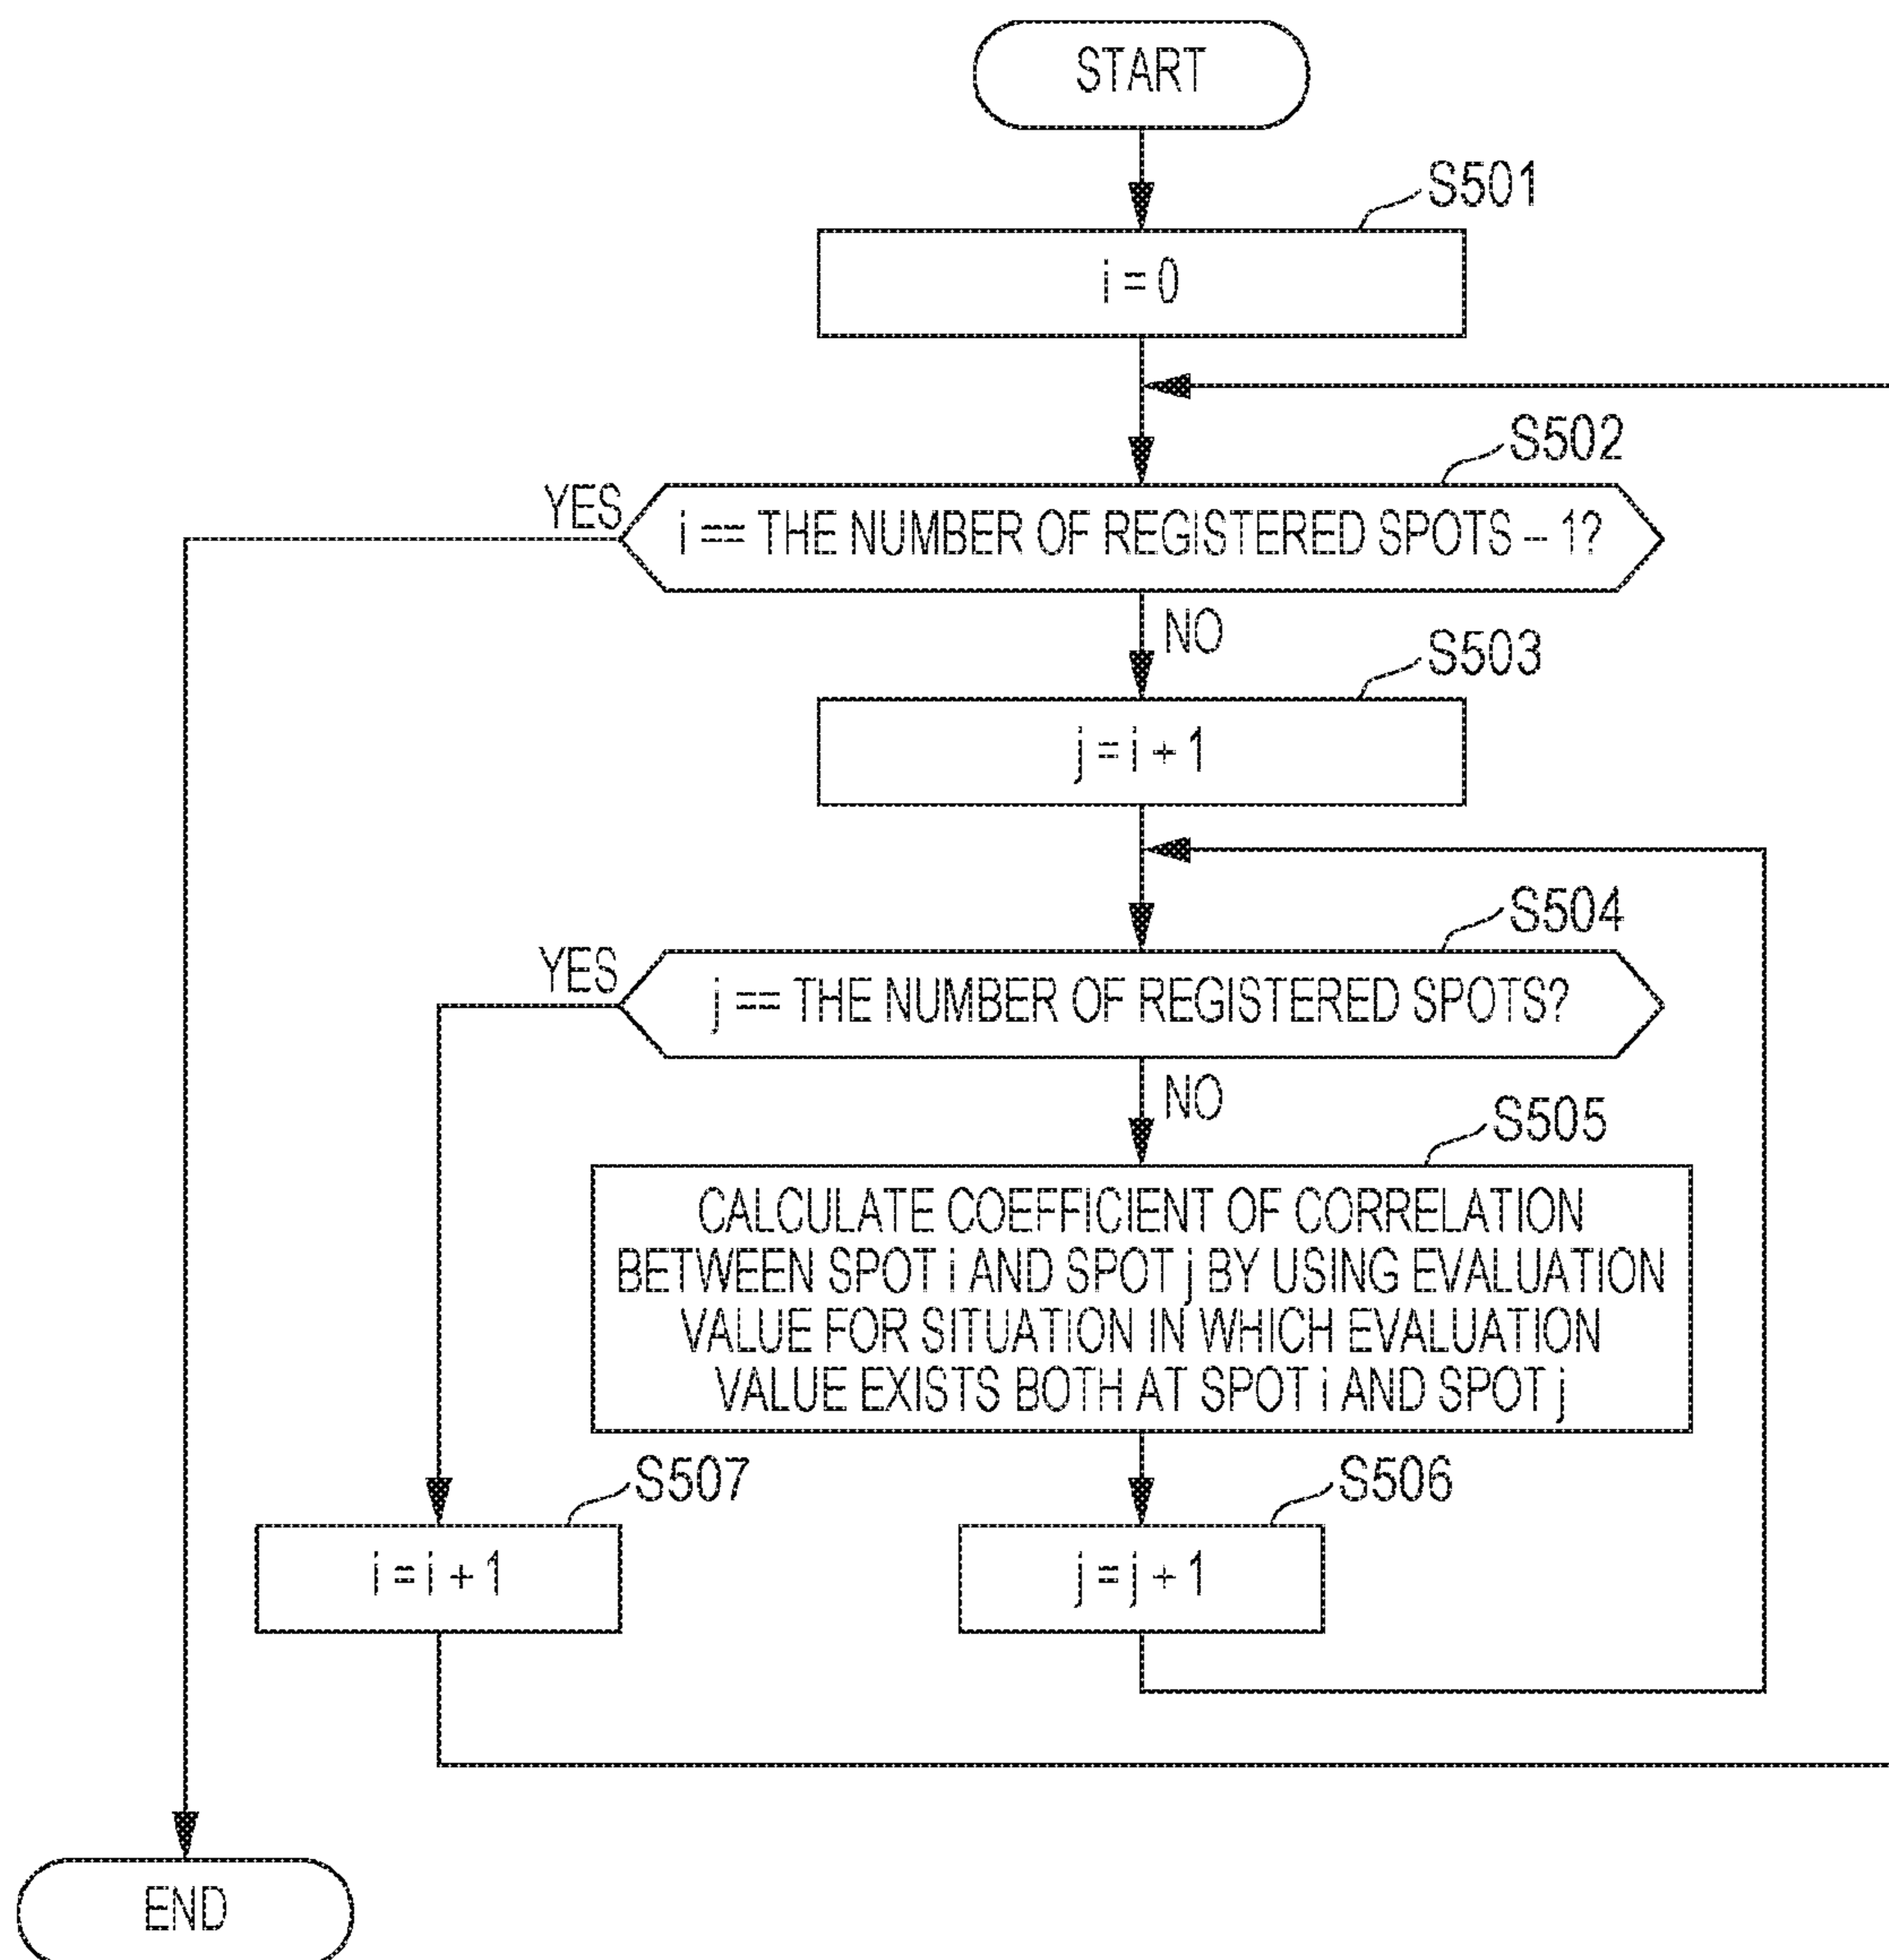 START
S501
i = 0
S502
YES
i == THE NUMBER OF REGISTERED SPOTS – 1?
NO
S503
j = i + 1
S504
YES
j == THE NUMBER OF REGISTERED SPOTS?
NO
S505
CALCULATE COEFFICIENT OF CORRELATION
BETWEEN SPOT i AND SPOT j BY USING EVALUATION
VALUE FOR SITUATION IN WHICH EVALUATION
VALUE EXISTS BOTH AT SPOT i AND SPOT j
S507
S506
i = i + 1
j = j + 1
END